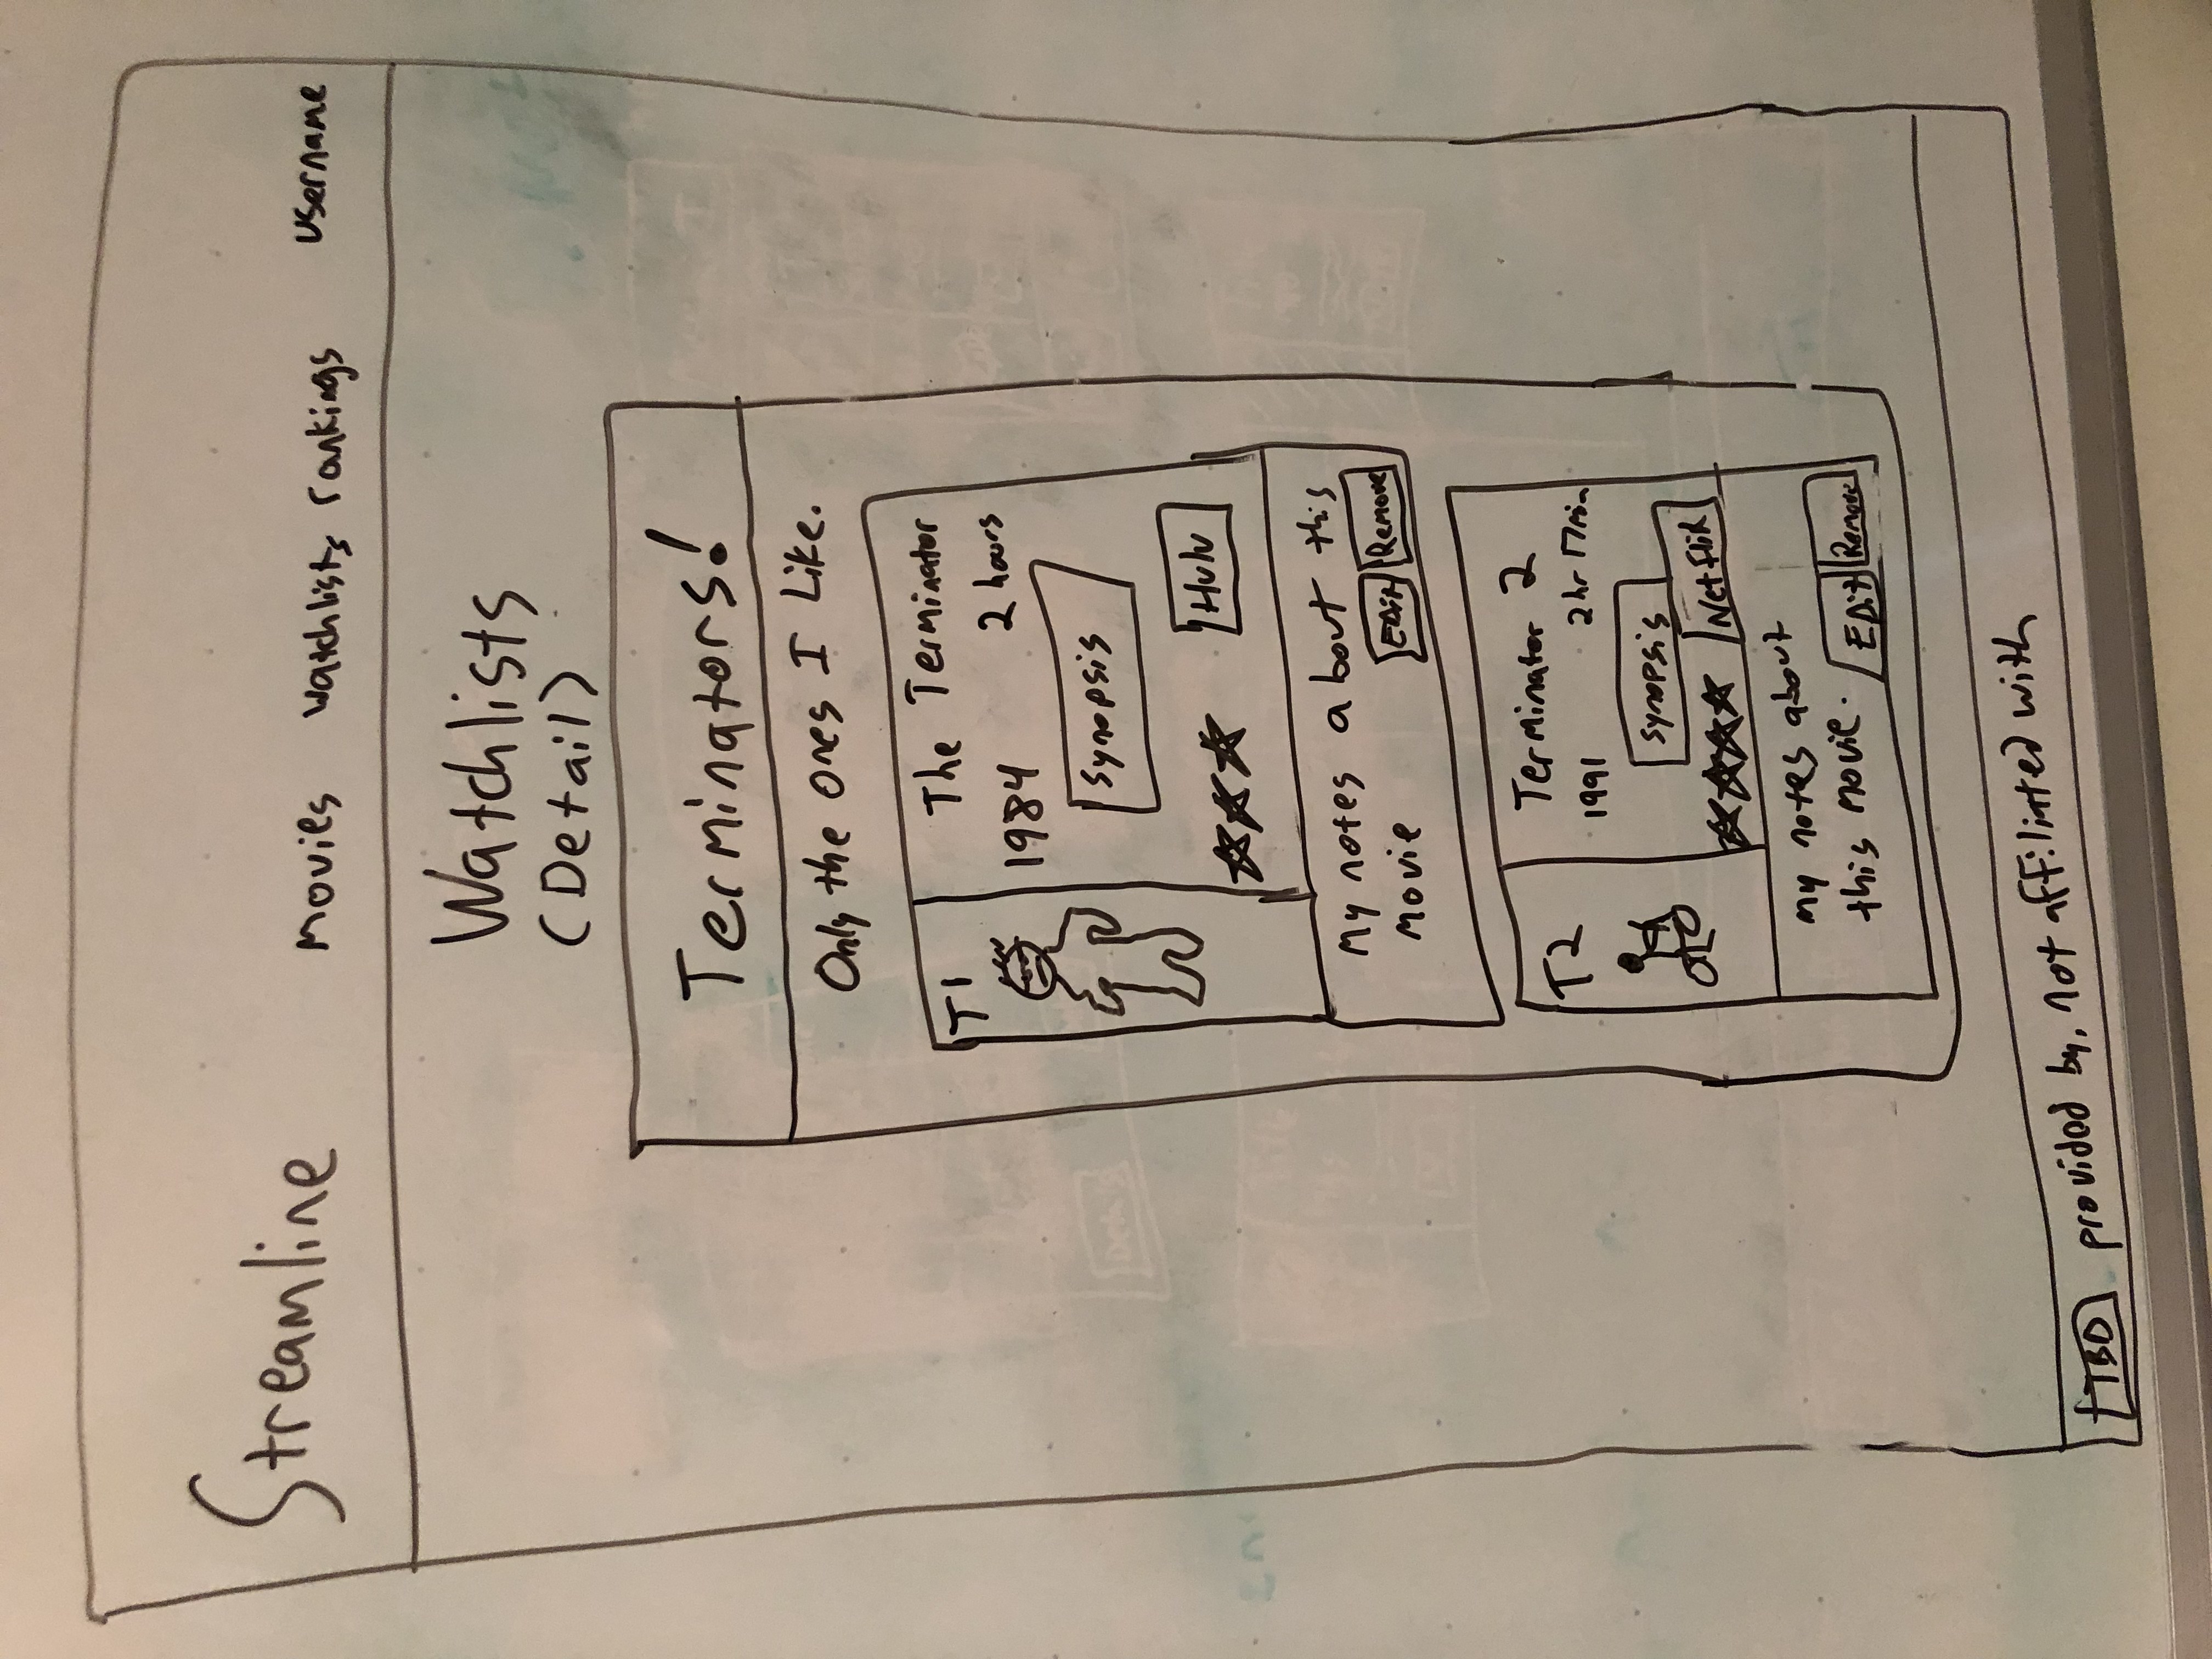 Streamline
Movies watchlists rankings username
Watchlists
(Detail)
Terminators!
Only the ones I Like.
T1
The Terminator
1984 2 hours
Synopsis
Hulu
My notes about this
Movie
Edit Remove
T2
Terminator 2
1991 2 hr 17min
Synopsis
Netflix
My notes about
this movie.
Edit Remove
TBD provided by, not affiliated with